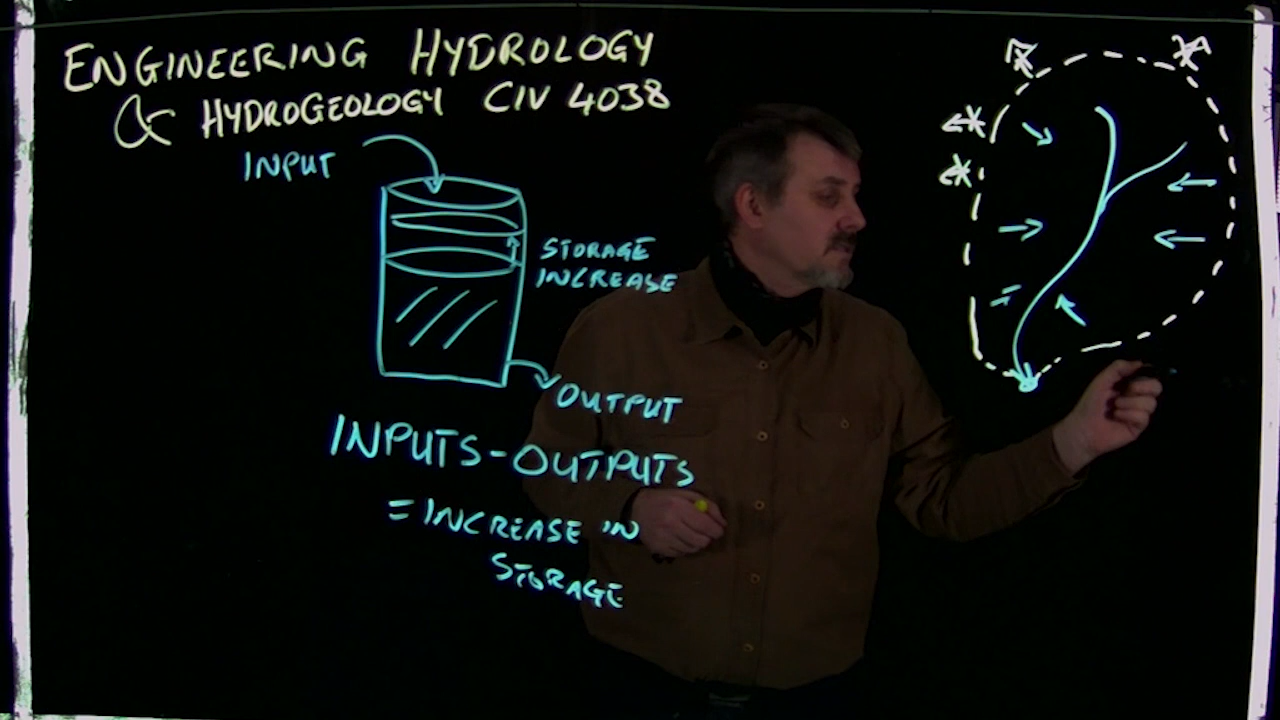 ENGINEERING HYDROLOGY
& HYDROGEOLOGY CIV 4038
INPUT
STORAGE
INCREASE
OUTPUT
INPUTS - OUTPUTS
= INCREASE IN
STORAGE